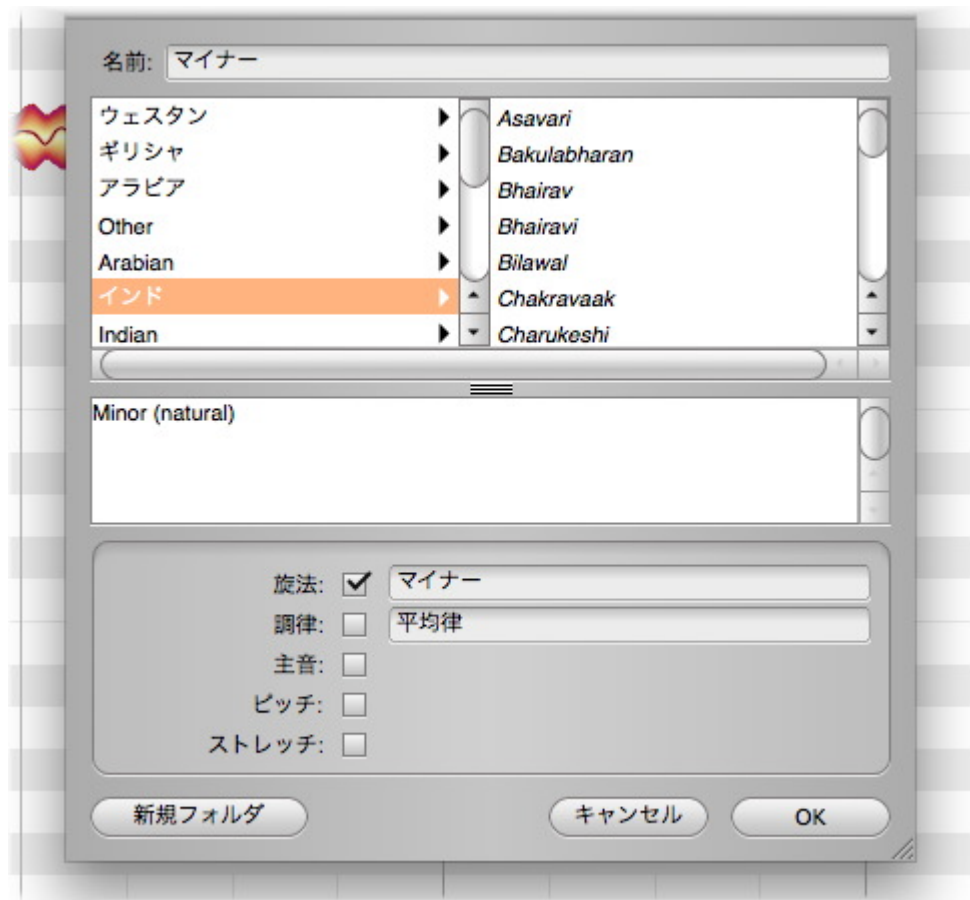 名前: マイナー
ウェスタン
ギリシャ
アラビア
Other
Arabian
インド
Indian
Asavari
Bakulabharan
Bhairav
Bhairavi
Bilawal
Chakravaak
Charukeshi
Minor (natural)
旋法: マイナー
調律: 平均律
主音:
ピッチ:
ストレッチ:
新規フォルダ キャンセル OK